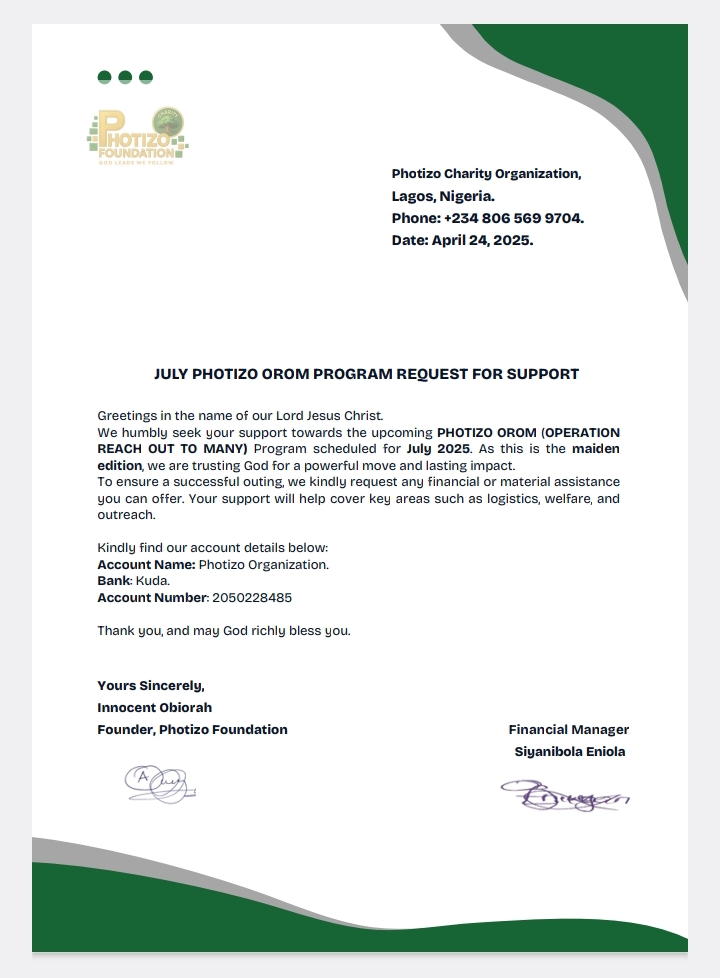 CHARITY
PHOTIZO
FOUNDATION
GOD LEADS WE FOLLOW
Photizo Charity Organization,
Lagos, Nigeria.
Phone: +234 806 569 9704.
Date: April 24, 2025.
JULY PHOTIZO OROM PROGRAM REQUEST FOR SUPPORT
Greetings in the name of our Lord Jesus Christ.
We humbly seek your support towards the upcoming PHOTIZO OROM (OPERATION
REACH OUT TO MANY) Program scheduled for July 2025. As this is the maiden
edition, we are trusting God for a powerful move and lasting impact.
To ensure a successful outing, we kindly request any financial or material assistance
you can offer. Your support will help cover key areas such as logistics, welfare, and
outreach.
Kindly find our account details below:
Account Name: Photizo Organization.
Bank: Kuda.
Account Number: 2050228485
Thank you, and may God richly bless you.
Yours Sincerely,
Innocent Obiorah
Founder, Photizo Foundation
Financial Manager
Siyanibola Eniola